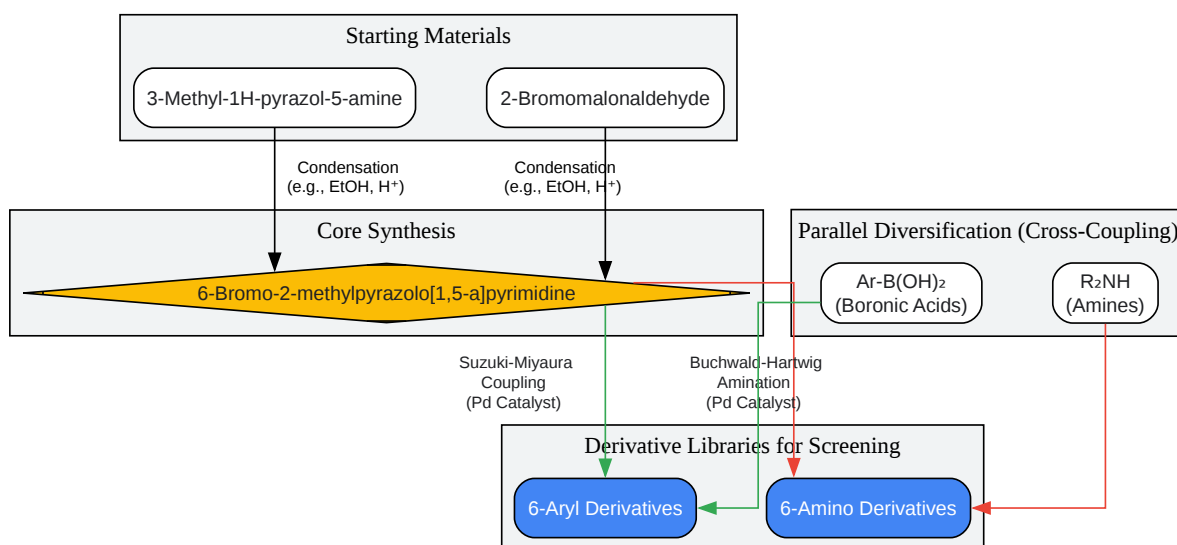 Starting Materials
3-Methyl-1H-pyrazol-5-amine
2-Bromomalonaldehyde
Condensation
(e.g., EtOH, H⁺)
Condensation
(e.g., EtOH, H⁺)
Core Synthesis
6-Bromo-2-methylpyrazolo[1,5-a]pyrimidine
Parallel Diversification (Cross-Coupling)
Ar-B(OH)₂
(Boronic Acids)
R₂NH
(Amines)
Suzuki-Miyaura
Coupling
(Pd Catalyst)
Buchwald-Hartwig
Amination
(Pd Catalyst)
Derivative Libraries for Screening
6-Aryl Derivatives
6-Amino Derivatives